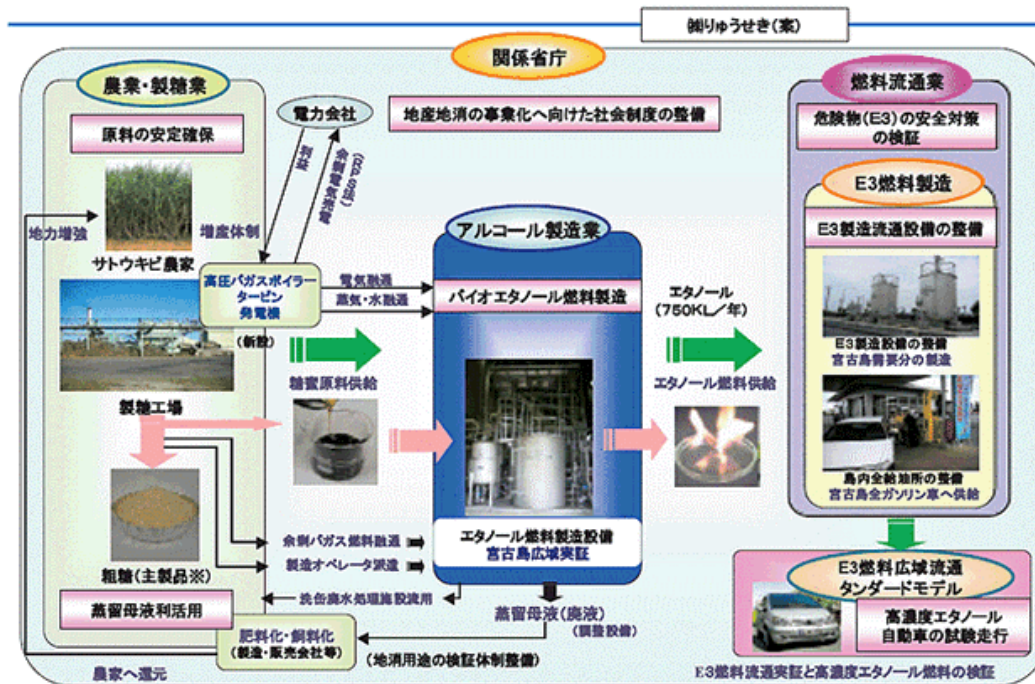 ㈱りゅうせき(案)
関係省庁
農業・製糖業
原料の安定確保
電力会社
地産地消の事業化へ向けた社会制度の整備
利益
余剰電気売電
(RPS法)
地力増強
増産体制
サトウキビ農家
高圧バガスボイラー
タービン
発電機
(新設)
電気融通
蒸気・水融通
製糖工場
糖蜜原料供給
粗糖(主製品※)
余剰バガス燃料融通
製造オペレータ派遣
洗缶廃水処理施設流用
蒸留母液利活用
肥料化・飼料化
(製造・販売会社等)
農家へ還元
(地消用途の検証体制整備)
アルコール製造業
バイオエタノール燃料製造
エタノール燃料製造設備
宮古島広域実証
蒸留母液(廃液)
(調整設備)
エタノール
(750KL/年)
エタノール燃料供給
燃料流通業
危険物(E3)の安全対策
の検証
E3燃料製造
E3製造流通設備の整備
E3製造設備の整備
宮古島需要分の製造
島内全給油所の整備
宮古島全ガソリン車へ供給
E3燃料広域流通
タンダードモデル
高濃度エタノール
自動車の試験走行
E3燃料流通実証と高濃度エタノール燃料の検証